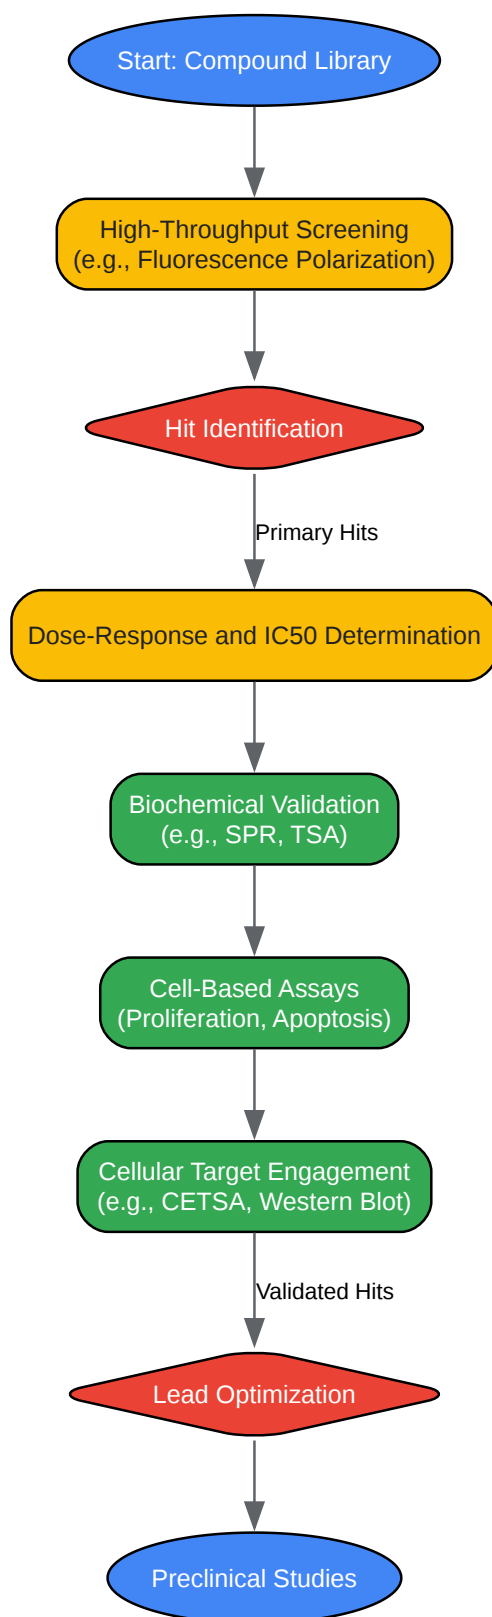 Start: Compound Library
High-Throughput Screening
(e.g., Fluorescence Polarization)
Hit Identification
Primary Hits
Dose-Response and IC50 Determination
Biochemical Validation
(e.g., SPR, TSA)
Cell-Based Assays
(Proliferation, Apoptosis)
Cellular Target Engagement
(e.g., CETSA, Western Blot)
Validated Hits
Lead Optimization
Preclinical Studies